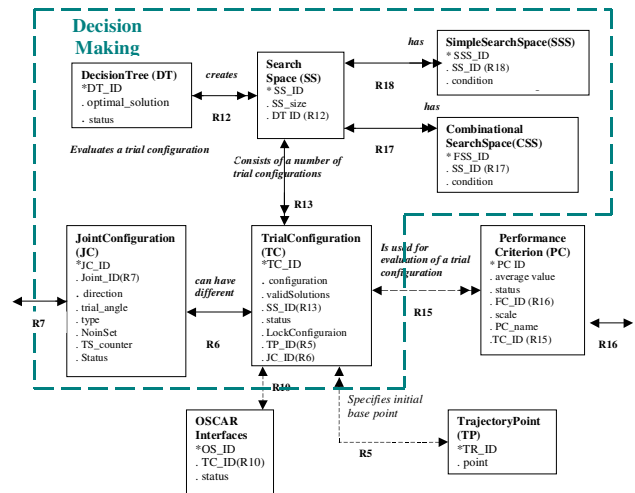 Decision
Making
DecisionTree (DT)
*DT_ID
. optimal_solution
. status
creates
R12
Search
Space (SS)
* SS_ID
. SS_size
. DT ID (R12)
has
R18
SimpleSearchSpace(SSS)
* SSS_ID
. SS_ID (R18)
. condition
has
R17
Combinational
SearchSpace(CSS)
* FSS_ID
. SS_ID (R17)
. condition
Evaluates a trial configuration
Consists of a number of
trial configurations
R13
JointConfiguration
(JC)
*JC_ID
. Joint_ID(R7)
. direction
. trial_angle
. type
. NoinSet
. TS_counter
. Status
R7
can have
different
R6
TrialConfiguration
(TC)
*TC_ID
. configuration
. validSolutions
. SS_ID(R13)
. status
. LockConfiguraion
. TP_ID(R5)
. JC_ID(R6)
Is used for
evaluation of a trial
configuration
R15
Performance
Criterion (PC)
* PC ID
. average value
. status
. FC_ID (R16)
. scale
. PC_name
.TC_ID (R15)
R16
R10
OSCAR
Interfaces
*OS_ID
. TC_ID(R10)
. status
Specifies initial
base point
R5
TrajectoryPoint
(TP)
*TR_ID
. point